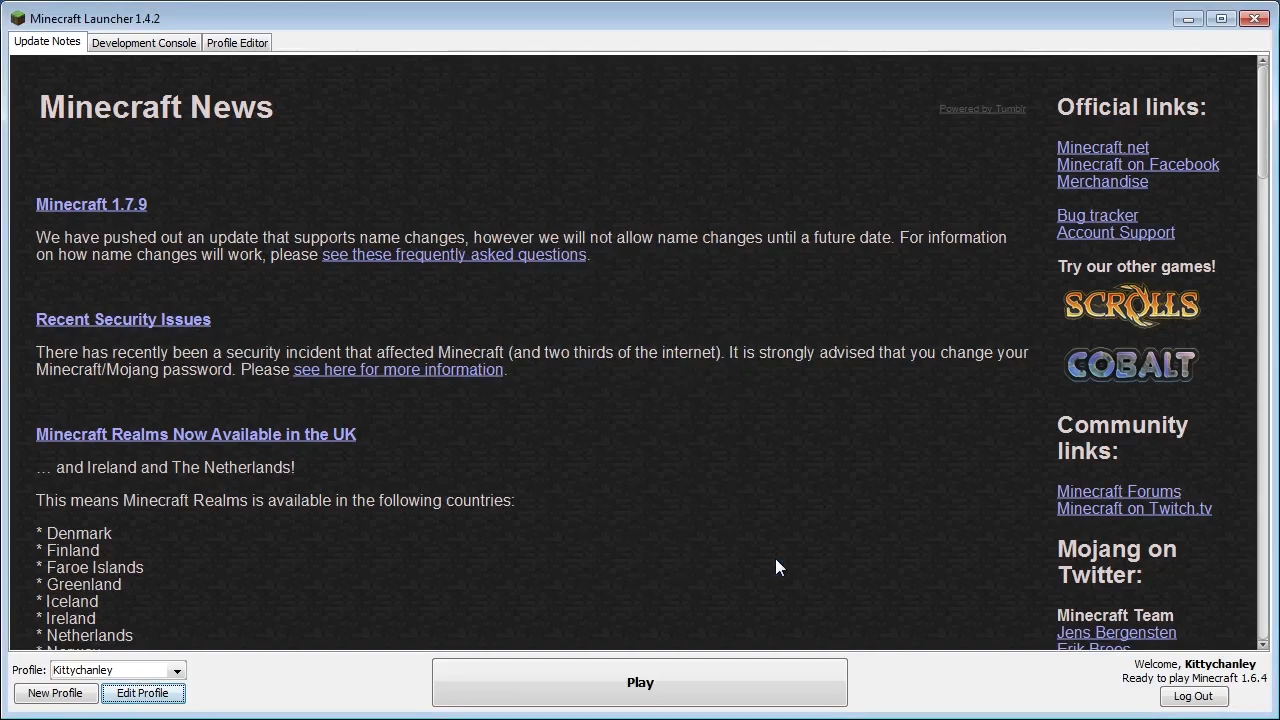 Minecraft Launcher 1.4.2
Update Notes
Development Console
Profile Editor
Minecraft News
Powered by Tumblr
Minecraft 1.7.9
We have pushed out an update that supports name changes, however we will not allow name changes until a future date. For information
on how name changes will work, please see these frequently asked questions.
Recent Security Issues
There has recently been a security incident that affected Minecraft (and two thirds of the internet). It is strongly advised that you change your
Minecraft/Mojang password. Please see here for more information.
Minecraft Realms Now Available in the UK
… and Ireland and The Netherlands!
This means Minecraft Realms is available in the following countries:
* Denmark
* Finland
* Faroe Islands
* Greenland
* Iceland
* Ireland
* Netherlands
Official links:
Minecraft.net
Minecraft on Facebook
Merchandise
Bug tracker
Account Support
Try our other games!
SCROLLS
COBALT
Community
links:
Minecraft Forums
Minecraft on Twitch.tv
Mojang on
Twitter:
Minecraft Team
Jens Bergensten
Profile:
Kittychanley
New Profile
Edit Profile
Play
Welcome, Kittychanley
Ready to play Minecraft 1.6.4
Log Out